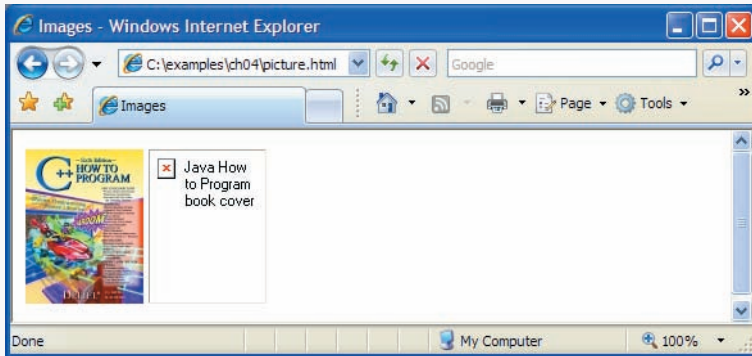 Images - Windows Internet Explorer
C:\examples\ch04\picture.html
Google
Images
Page
Tools
»
C++
HOW TO
PROGRAM
DEITEL
Java How
to Program
book cover
Done
My Computer
100%